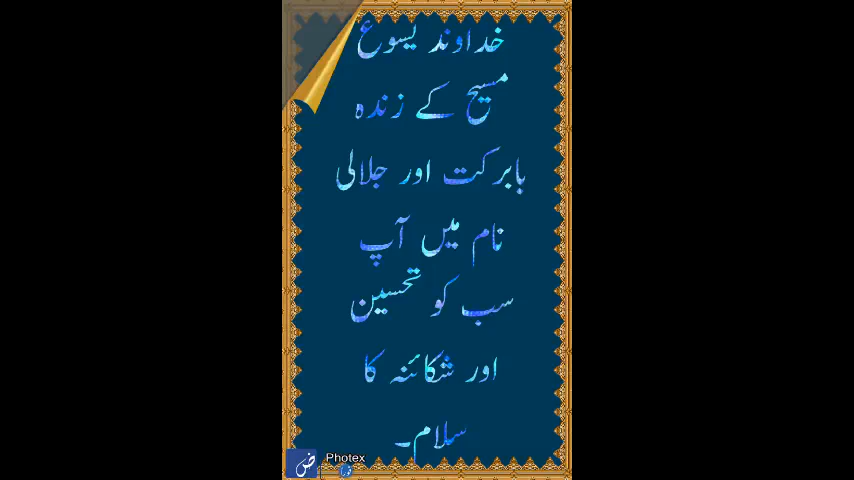 خداوند یسوع
مسیح کے زندہ
بابرکت اور جلالی
نام میں آپ
سب کو تحسین
اور شکائنہ کا
سلام۔
ض
Photex